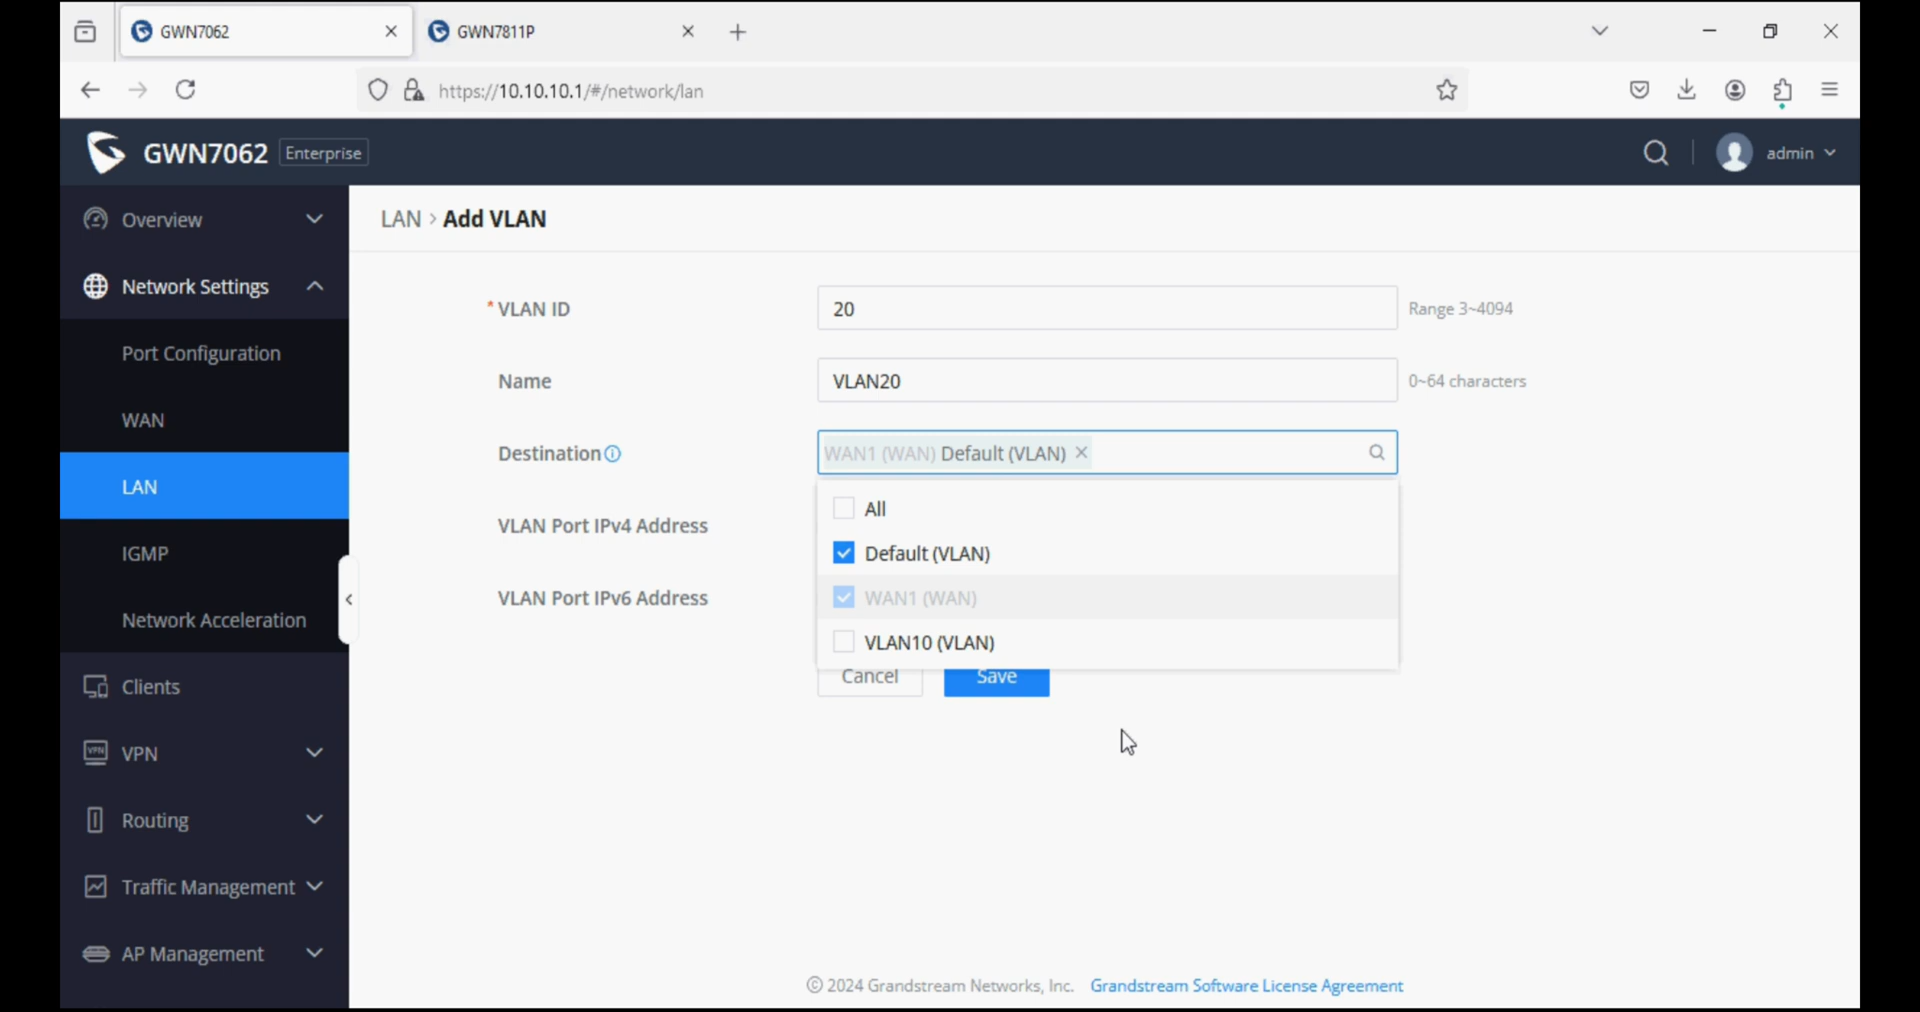 GWN7062
GWN7811P
https://10.10.10.1/#/network/lan
GWN7062 Enterprise
admin
Overview
Network Settings
Port Configuration
WAN
LAN
IGMP
Network Acceleration
Clients
VPN VPN
Routing
Traffic Management
AP Management
LAN > Add VLAN
* VLAN ID
20
Range 3~4094
Name
VLAN20
0~64 characters
Destination
WAN1 (WAN) Default (VLAN)
All
Default (VLAN)
WAN1 (WAN)
VLAN10 (VLAN)
VLAN Port IPv4 Address
VLAN Port IPv6 Address
Cancel
Save
© 2024 Grandstream Networks, Inc. Grandstream Software License Agreement